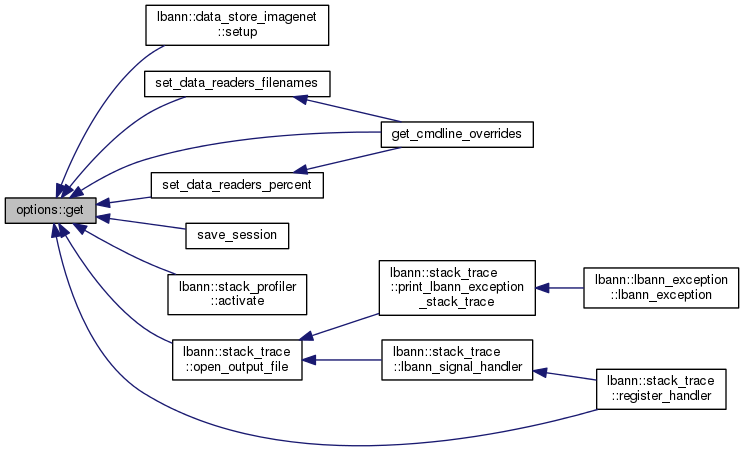 lbann::data_store_imagenet
::setup
set_data_readers_filenames
get_cmdline_overrides
set_data_readers_percent
options::get
save_session
lbann::stack_profiler
::activate
lbann::stack_trace
::print_lbann_exception
_stack_trace
lbann::lbann_exception
::lbann_exception
lbann::stack_trace
::open_output_file
lbann::stack_trace
::lbann_signal_handler
lbann::stack_trace
::register_handler